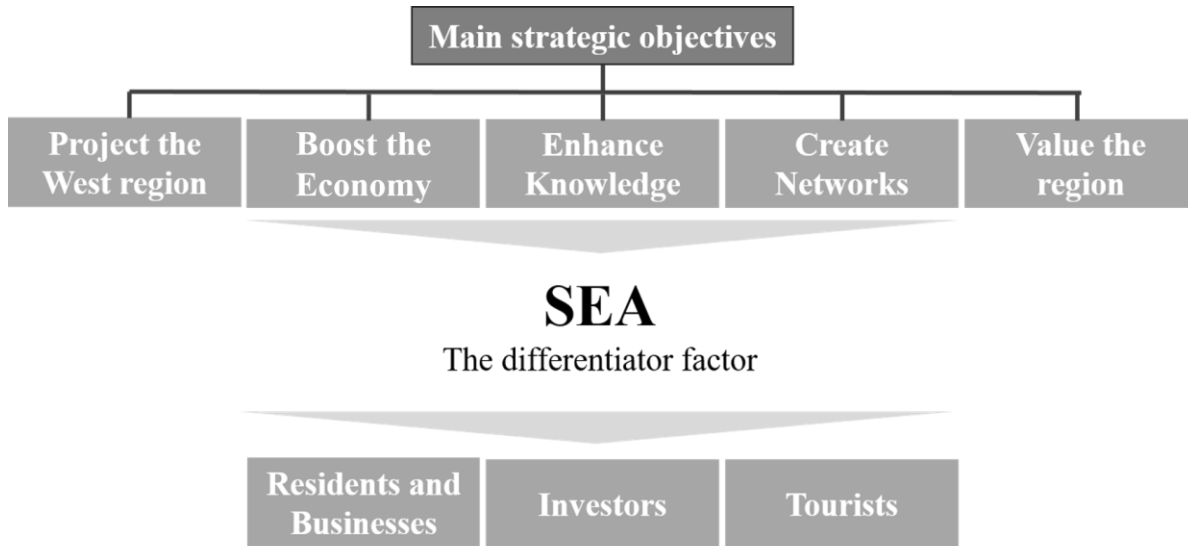 Main strategic objectives
Project the
West region
Boost the
Economy
Enhance
Knowledge
Create
Networks
Value the
region
SEA
The differentiator factor
Residents and
Businesses
Investors
Tourists